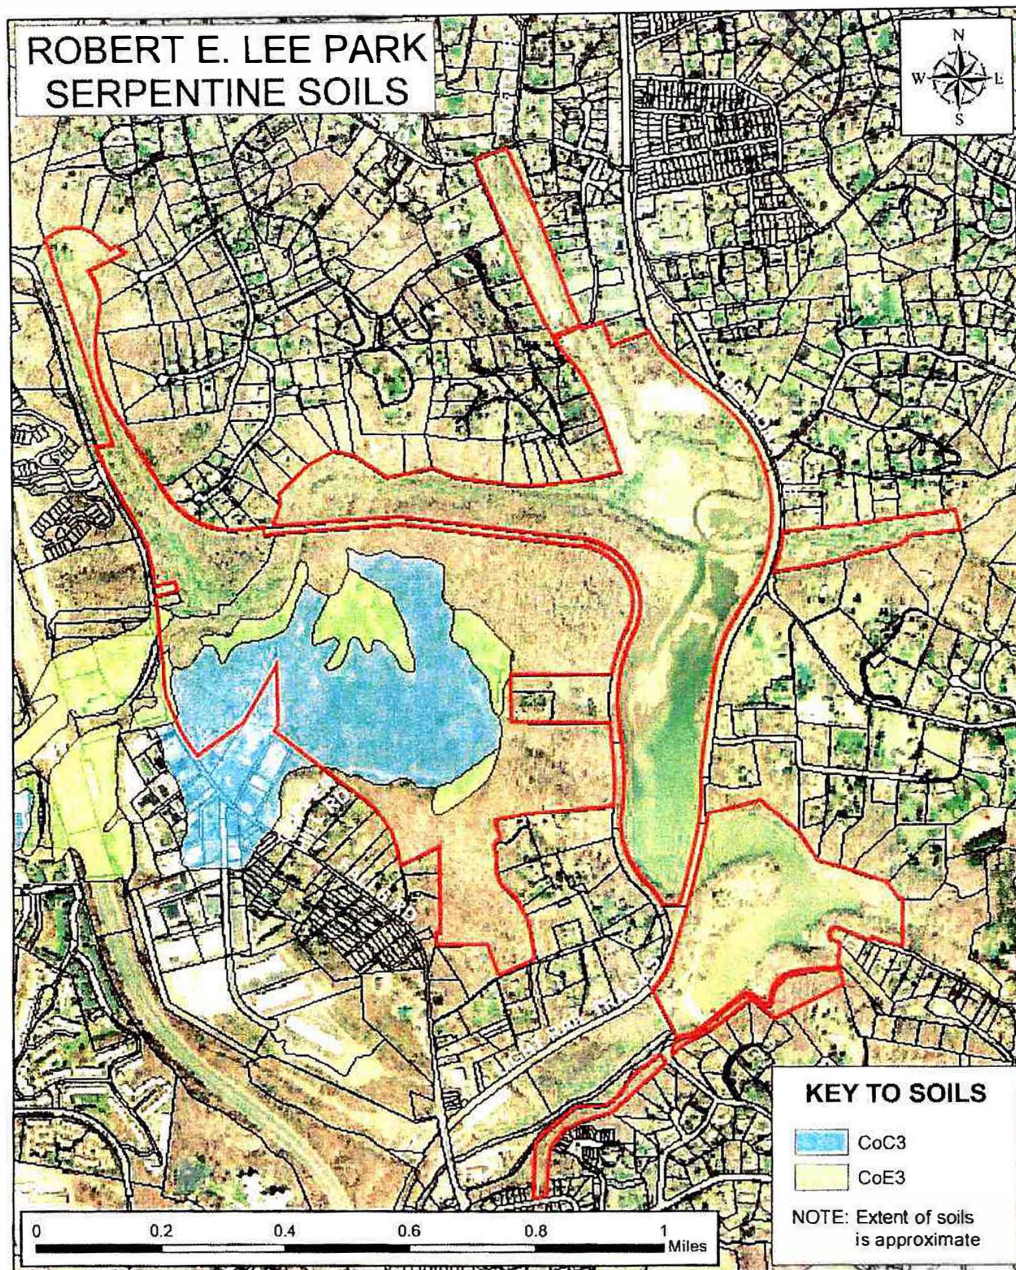 ROBERT E. LEE PARK
SERPENTINE SOILS
N
W
S
KEY TO SOILS
CoC3
CoE3
NOTE: Extent of soils
is approximate
0
0.2
0.4
0.6
0.8
1
Miles